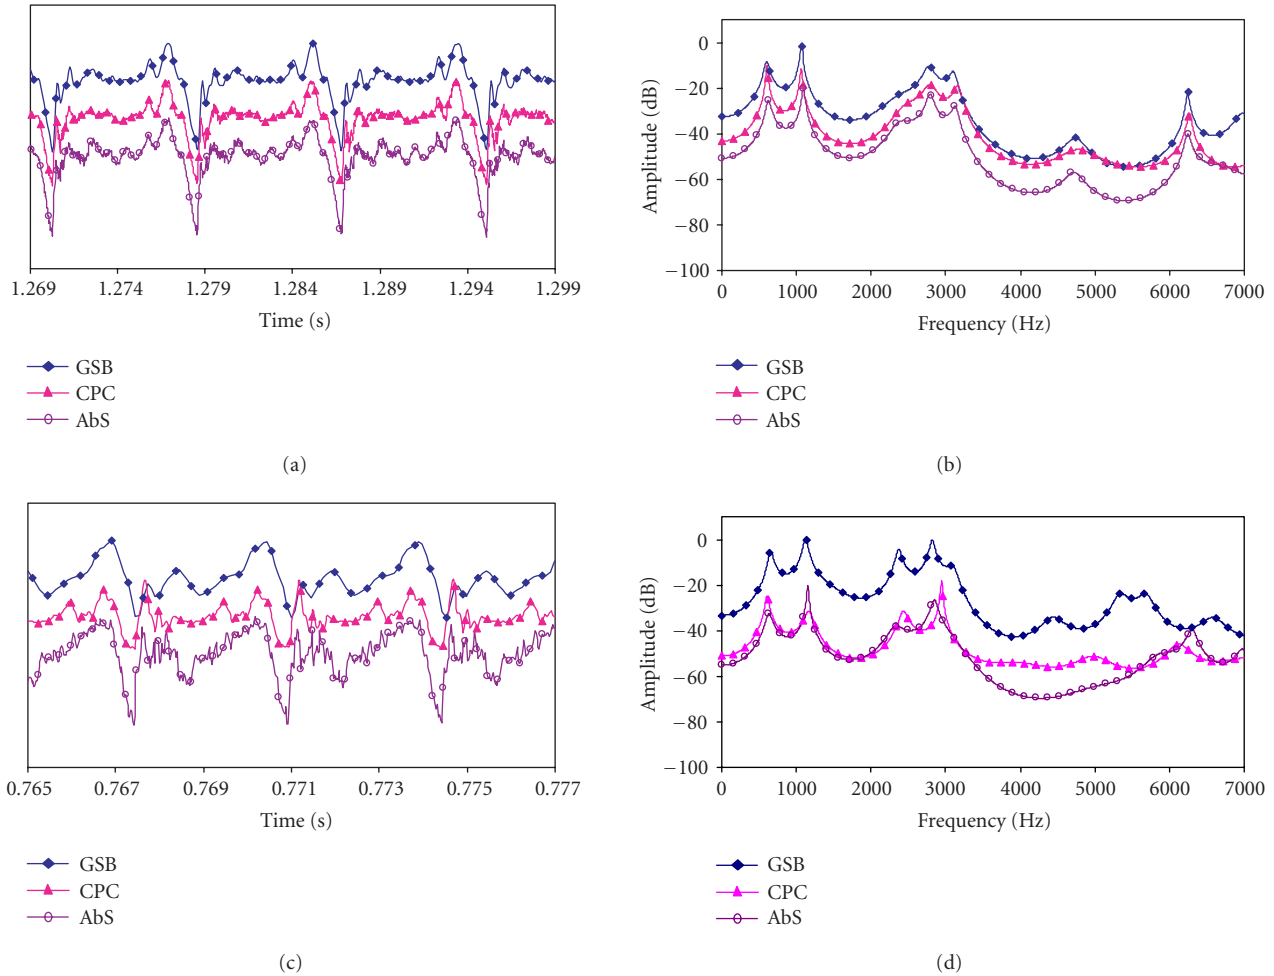 1.269 1.274 1.279 1.284 1.289 1.294 1.299
Time (s)
GSB
CPC
AbS
(a)
0
−20
−40
−60
−80
−100
Amplitude (dB)
0 1000 2000 3000 4000 5000 6000 7000
Frequency (Hz)
GSB
CPC
AbS
(b)
0.765 0.767 0.769 0.771 0.773 0.775 0.777
Time (s)
GSB
CPC
AbS
(c)
0
−20
−40
−60
−80
−100
Amplitude (dB)
0 1000 2000 3000 4000 5000 6000 7000
Frequency (Hz)
GSB
CPC
AbS
(d)